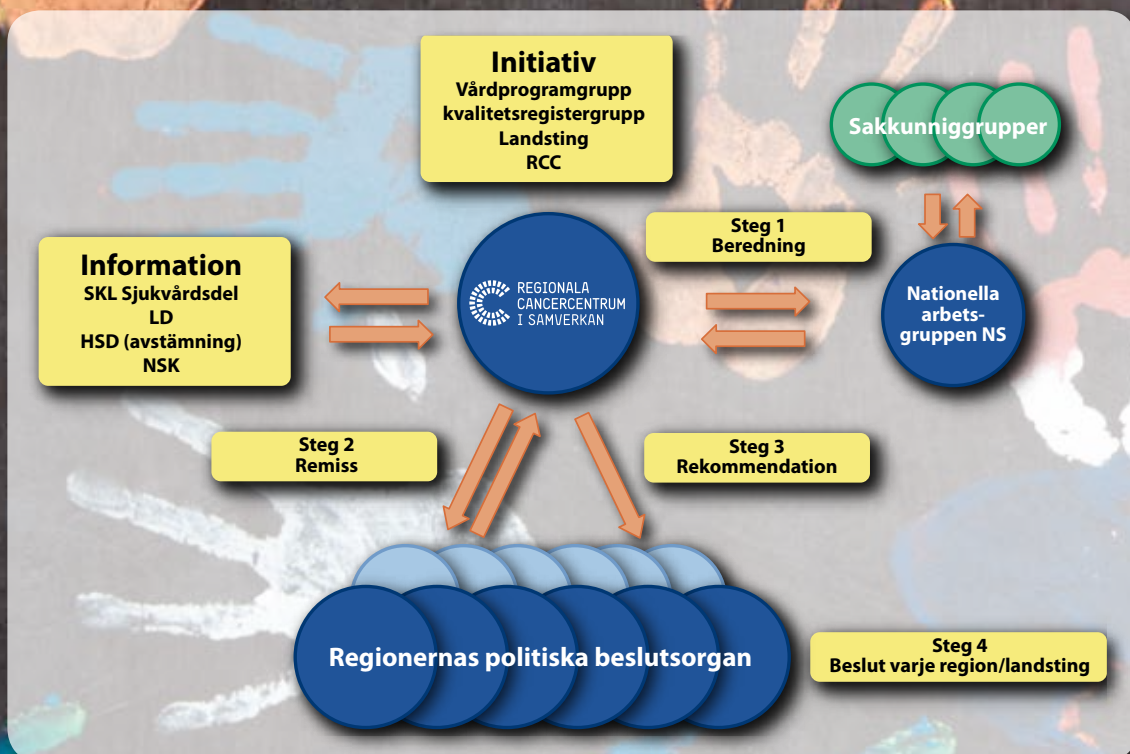 Initiativ
Vårdprogramgrupp
kvalitetsregistergrupp
Landsting
RCC
Sakkunniggrupper
Steg 1
Beredning
Information
SKL Sjukvårdsdel
LD
HSD (avstämning)
NSK
REGIONALA
CANCERCENTRUM
I SAMVERKAN
Nationella
arbets-
gruppen NS
Steg 2
Remiss
Steg 3
Rekommendation
Regionernas politiska beslutsorgan
Steg 4
Beslut varje region/landsting